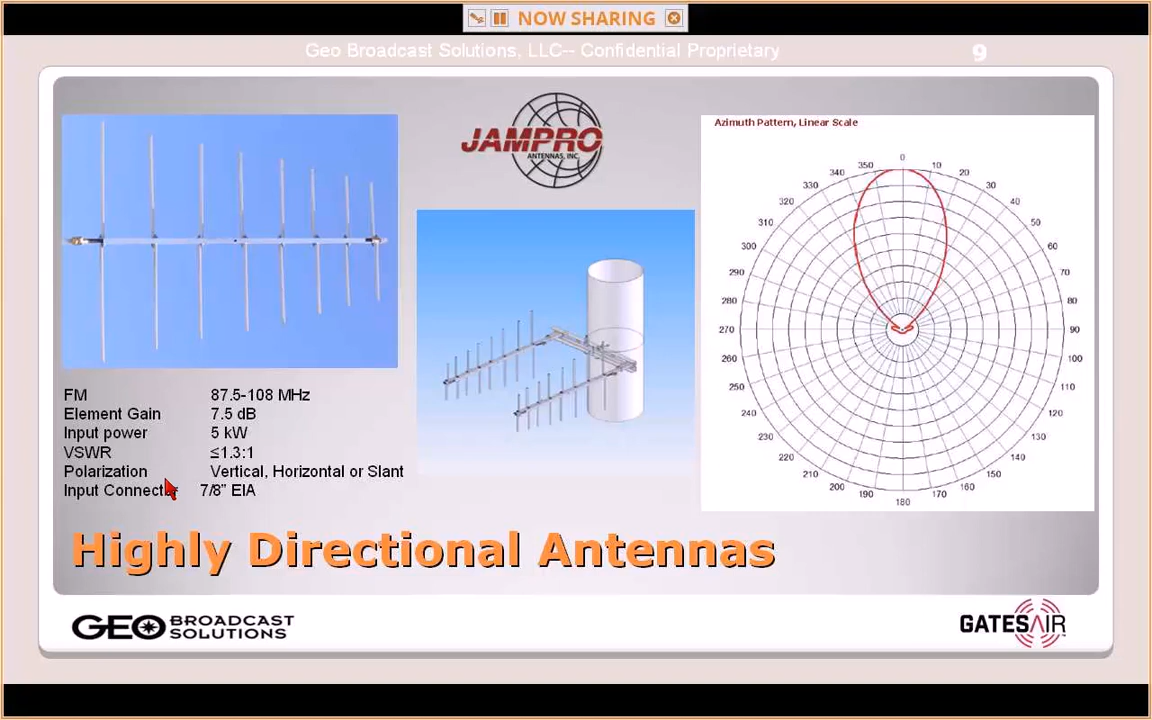 NOW SHARING
Geo Broadcast Solutions, LLC-- Confidential Proprietary
9
JAMPRO
ANTENNAS, INC.
Azimuth Pattern, Linear Scale
0
10
20
30
40
50
60
70
80
90
100
110
120
130
140
150
160
170
180
190
200
210
220
230
240
250
260
270
280
290
300
310
320
330
340
350
FM 87.5-108 MHz
Element Gain 7.5 dB
Input power 5 kW
VSWR ≤1.3:1
Polarization Vertical, Horizontal or Slant
Input Connector 7/8" EIA
Highly Directional Antennas
GEO BROADCAST
SOLUTIONS
GATESAIR